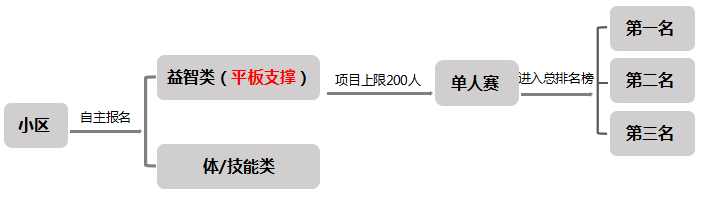 小区
自主报名
益智类（平板支撑）
体/技能类
项目上限200人
单人赛
进入总排名榜
第一名
第二名
第三名